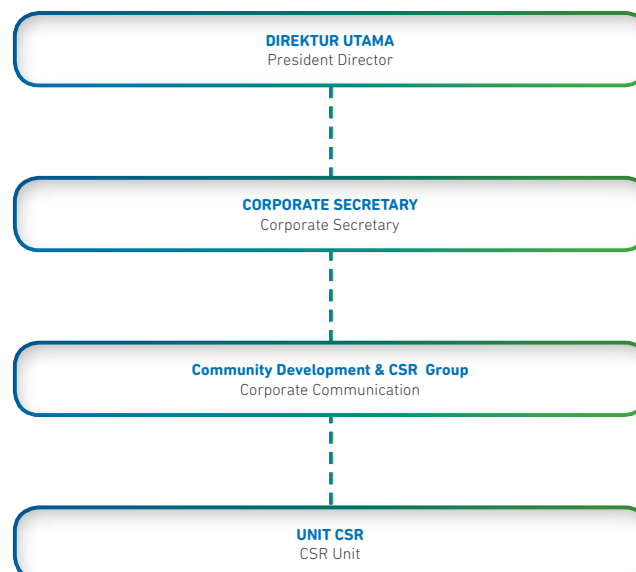 DIREKTUR UTAMA
President Director
CORPORATE SECRETARY
Corporate Secretary
Community Development & CSR Group
Corporate Communication
UNIT CSR
CSR Unit